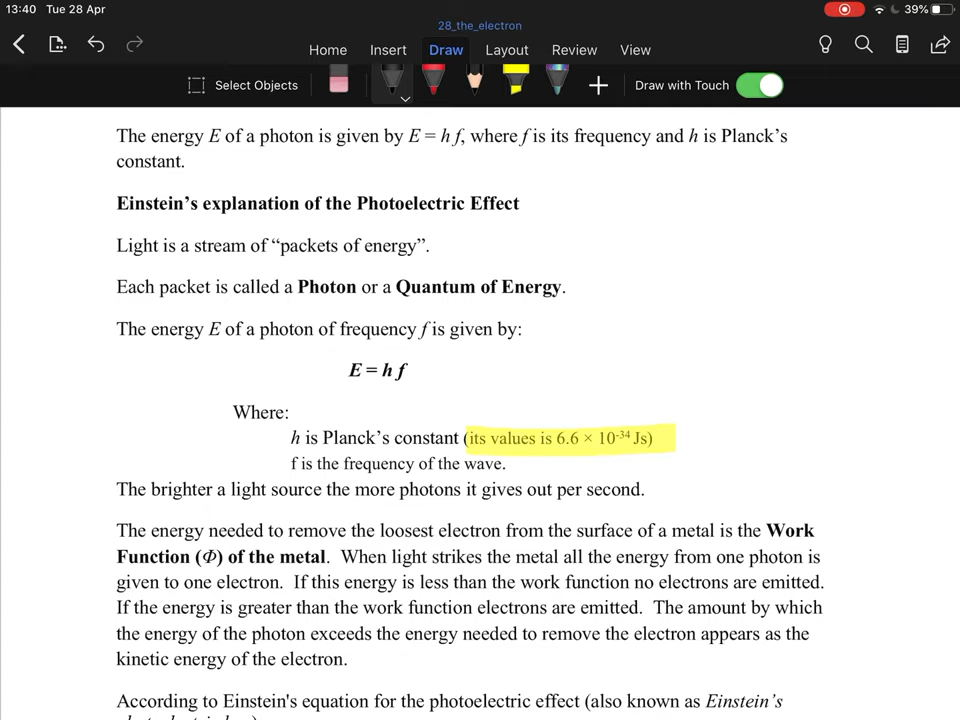 13:40 Tue 28 Apr
39%
28_the_electron
Home Insert Draw Layout Review View
Select Objects
Draw with Touch
The energy E of a photon is given by E = h f, where f is its frequency and h is Planck’s
constant.
Einstein’s explanation of the Photoelectric Effect
Light is a stream of “packets of energy”.
Each packet is called a Photon or a Quantum of Energy.
The energy E of a photon of frequency f is given by:
E = h f
Where:
h is Planck’s constant (its values is 6.6 × 10⁻³⁴ Js)
f is the frequency of the wave.
The brighter a light source the more photons it gives out per second.
The energy needed to remove the loosest electron from the surface of a metal is the Work
Function (Φ) of the metal. When light strikes the metal all the energy from one photon is
given to one electron. If this energy is less than the work function no electrons are emitted.
If the energy is greater than the work function electrons are emitted. The amount by which
the energy of the photon exceeds the energy needed to remove the electron appears as the
kinetic energy of the electron.
According to Einstein's equation for the photoelectric effect (also known as Einstein’s